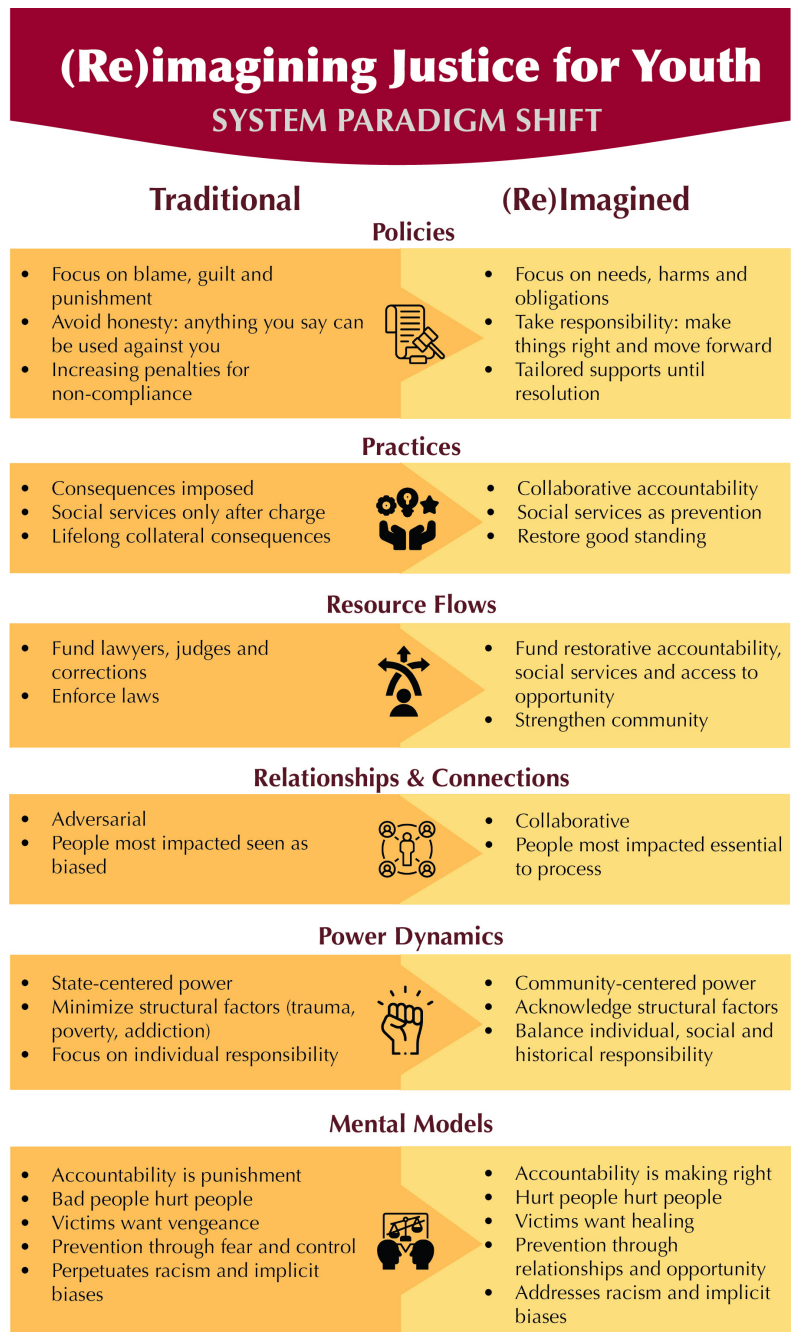 (Re)imagining Justice for Youth
SYSTEM PARADIGM SHIFT
Traditional
(Re)Imagined
Policies
• Focus on blame, guilt and
punishment
• Avoid honesty: anything you say can
be used against you
• Increasing penalties for
non-compliance
• Focus on needs, harms and
obligations
• Take responsibility: make
things right and move forward
• Tailored supports until
resolution
Practices
• Consequences imposed
• Social services only after charge
• Lifelong collateral consequences
• Collaborative accountability
• Social services as prevention
• Restore good standing
Resource Flows
• Fund lawyers, judges and
corrections
• Enforce laws
• Fund restorative accountability,
social services and access to
opportunity
• Strengthen community
Relationships & Connections
• Adversarial
• People most impacted seen as
biased
• Collaborative
• People most impacted essential
to process
Power Dynamics
• State-centered power
• Minimize structural factors (trauma,
poverty, addiction)
• Focus on individual responsibility
• Community-centered power
• Acknowledge structural factors
• Balance individual, social and
historical responsibility
Mental Models
• Accountability is punishment
• Bad people hurt people
• Victims want vengeance
• Prevention through fear and control
• Perpetuates racism and implicit
biases
• Accountability is making right
• Hurt people hurt people
• Victims want healing
• Prevention through
relationships and opportunity
• Addresses racism and implicit
biases